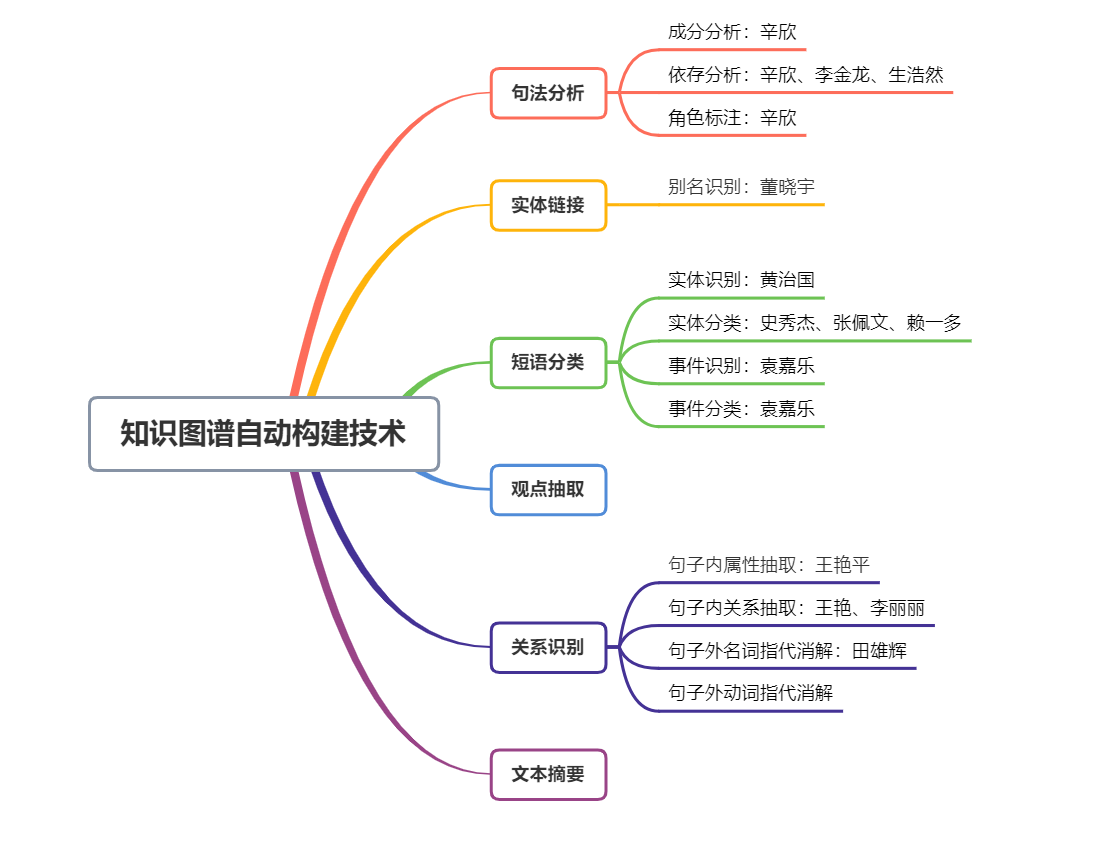 成分分析：辛欣
依存分析：辛欣、李金龙、生浩然
句法分析
角色标注：辛欣
别名识别：董晓宇
实体链接
实体识别：黄治国
实体分类：史秀杰、张佩文、赖一多
短语分类
事件识别：袁嘉乐
事件分类：袁嘉乐
知识图谱自动构建技术
观点抽取
句子内属性抽取：王艳平
句子内关系抽取：王艳、李丽丽
关系识别
句子外名词指代消解：田雄辉
句子外动词指代消解
文本摘要